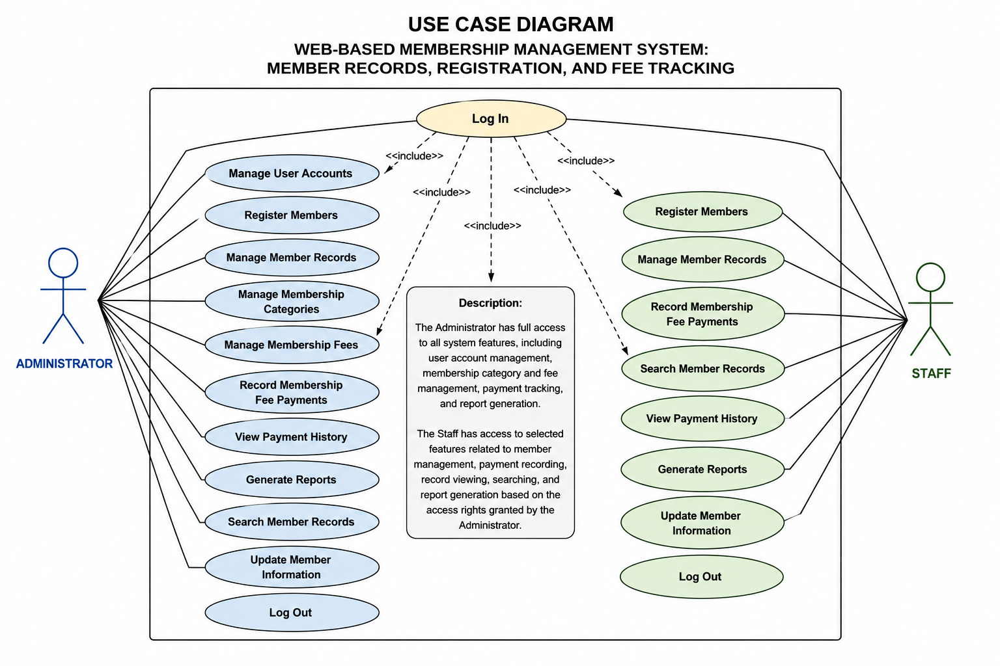 USE CASE DIAGRAM
WEB-BASED MEMBERSHIP MANAGEMENT SYSTEM:
MEMBER RECORDS, REGISTRATION, AND FEE TRACKING
Log In
<<include>>
<<include>>
<<include>>
<<include>>
<<include>>
ADMINISTRATOR
Manage User Accounts
Register Members
Manage Member Records
Manage Membership
Categories
Manage Membership Fees
Record Membership
Fee Payments
View Payment History
Generate Reports
Search Member Records
Update Member
Information
Log Out
Description:
The Administrator has full access
to all system features, including
user account management,
membership category and fee
management, payment tracking,
and report generation.
The Staff has access to selected
features related to member
management, payment recording,
record viewing, searching, and
report generation based on the
access rights granted by the
Administrator.
Register Members
Manage Member Records
Record Membership
Fee Payments
Search Member Records
View Payment History
Generate Reports
Update Member
Information
Log Out
STAFF